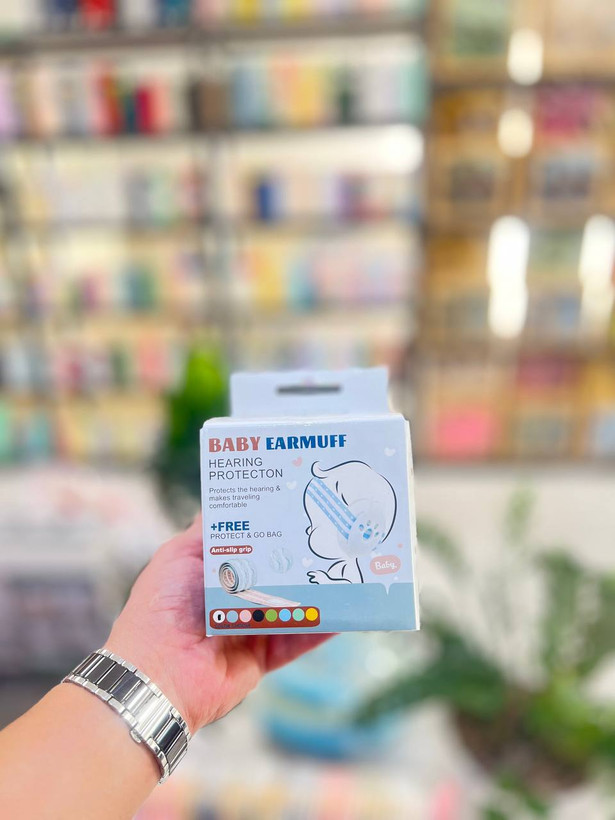 BABY EARMUFF
HEARING
PROTECTON
Protects the hearing &
makes traveling
comfortable
+FREE
PROTECT & GO BAG
Anti-slip grip
Baby.